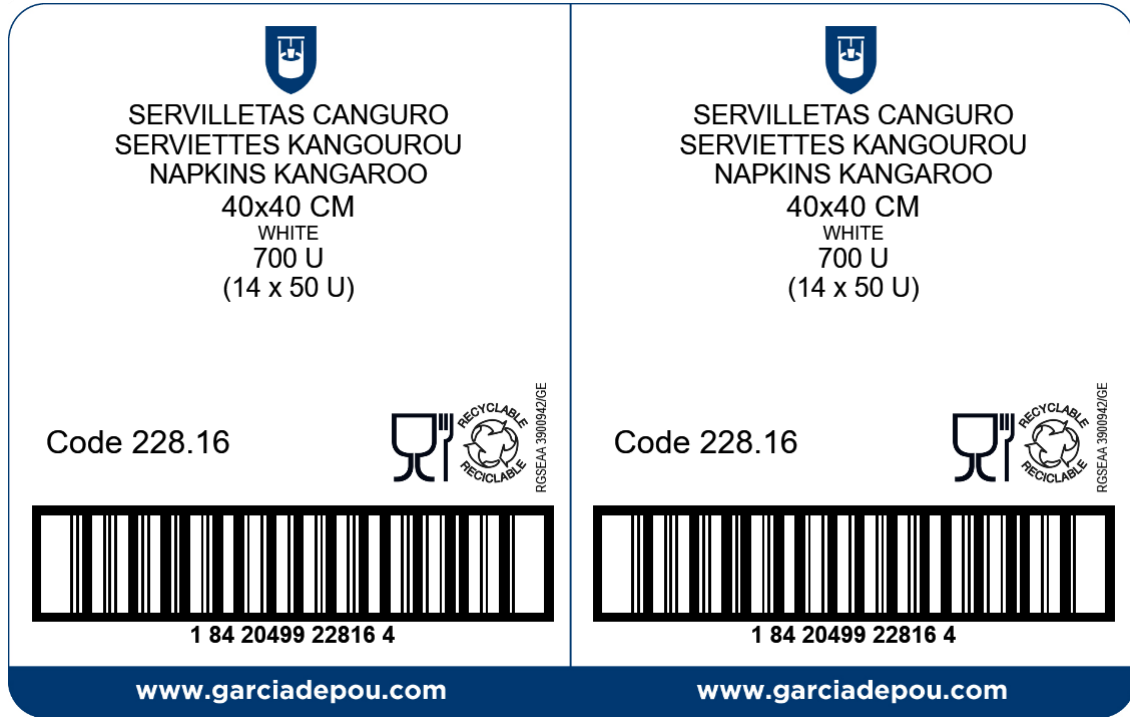 SERVILLETAS CANGURO
SERVIETTES KANGOUROU
NAPKINS KANGAROO
40x40 CM
WHITE
700 U
(14 x 50 U)
Code 228.16
RECYCLABLE
RECICLABLE
RGSEAA 3900942/GE
1 84 20499 22816 4
www.garciadepou.com
SERVILLETAS CANGURO
SERVIETTES KANGOUROU
NAPKINS KANGAROO
40x40 CM
WHITE
700 U
(14 x 50 U)
Code 228.16
RECYCLABLE
RECICLABLE
RGSEAA 3900942/GE
1 84 20499 22816 4
www.garciadepou.com